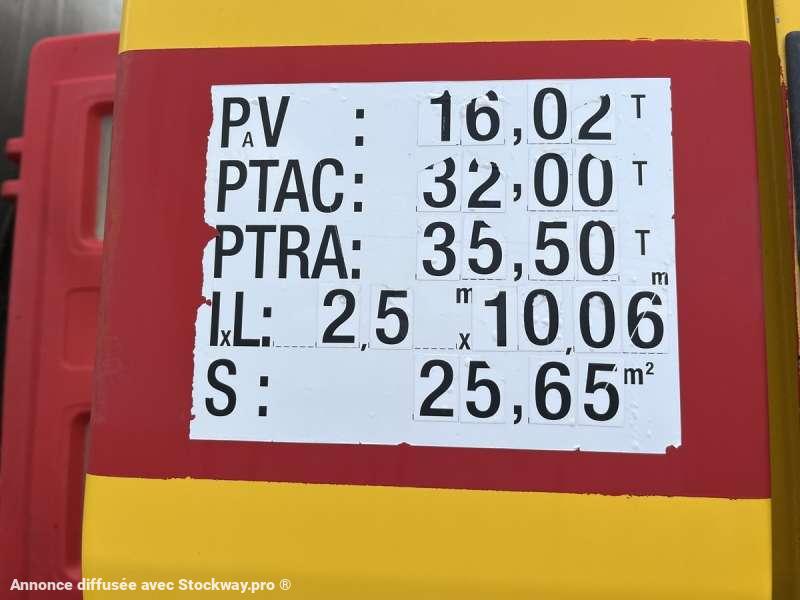 PAV : 16,02 T
PTAC: 32,00 T
PTRA: 35,50 T
IxL: 2,5 m x 10,06 m
S : 25,65 m²
Annonce diffusée avec Stockway.pro ®